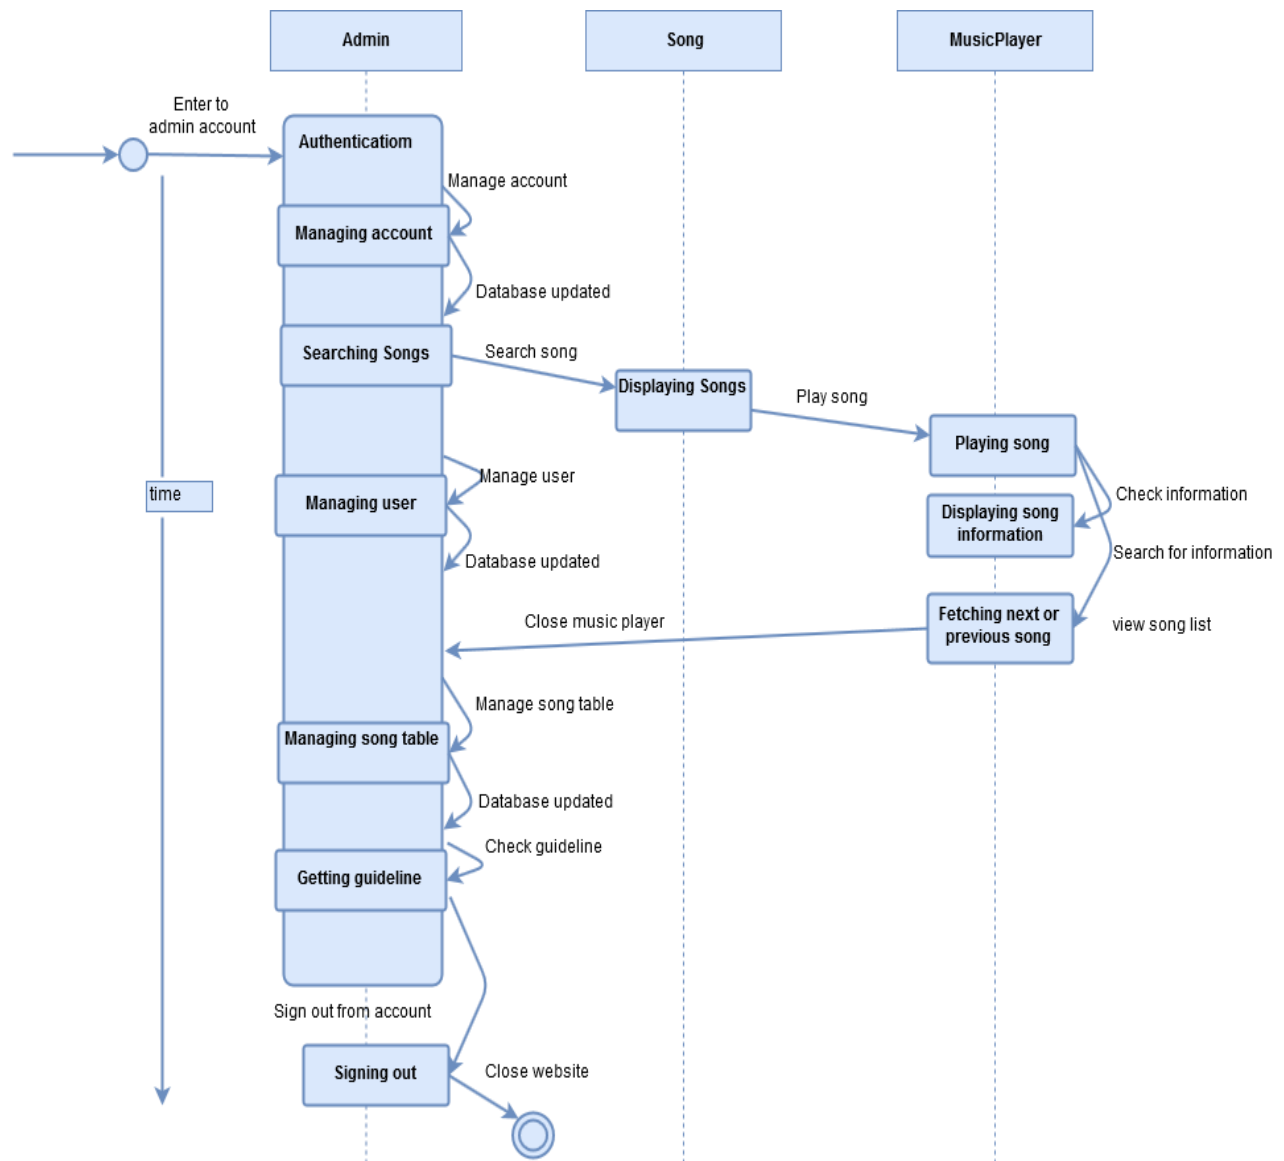 Admin
Song
MusicPlayer
Enter to
admin account
Authenticatiom
Manage account
Managing account
Database updated
Searching Songs
Search song
Displaying Songs
Play song
Playing song
Manage user
Managing user
time
Check information
Displaying song
information
Database updated
Search for information
Close music player
Fetching next or
previous song
view song list
Manage song table
Managing song table
Database updated
Check guideline
Getting guideline
Sign out from account
Signing out
Close website